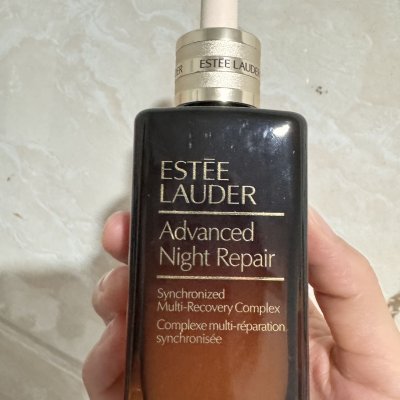 ESTEE LAUDER
ESTĒE
LAUDER
Advanced
Night Repair
Synchronized
Multi-Recovery Complex
Complexe multi-réparation
synchronisée